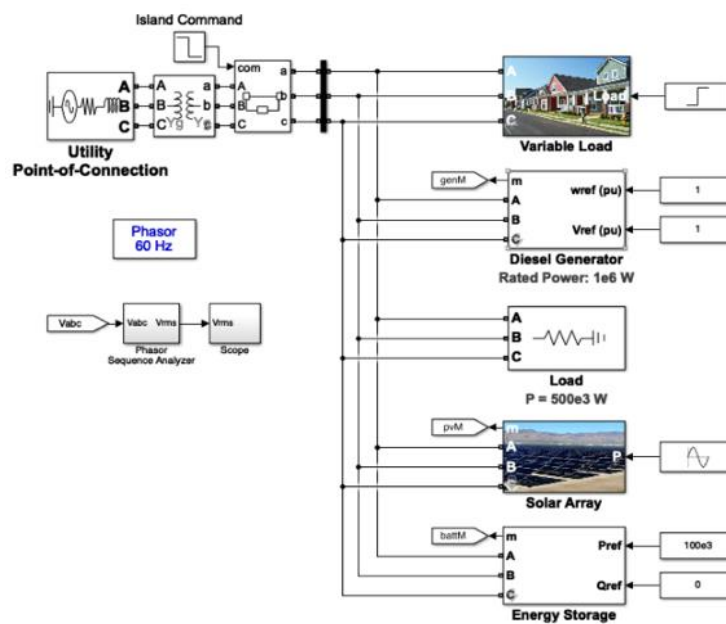 Island Command
com
a
A
b
B
c
C
A
B
C
A
B
C
a
b
Yg
Utility
Point-of-Connection
A
C
Load
Variable Load
genM
m
A
B
C
wref (pu)
Vref (pu)
1
1
Diesel Generator
Rated Power: 1e6 W
Phasor
60 Hz
Vabc
Vabc
Vrms
Vrms
Phasor
Sequence Analyzer
Scope
A
B
C
Load
P = 500e3 W
pvM
m
A
B
C
P
Solar Array
battM
m
A
B
C
Pref
Qref
100e3
0
Energy Storage